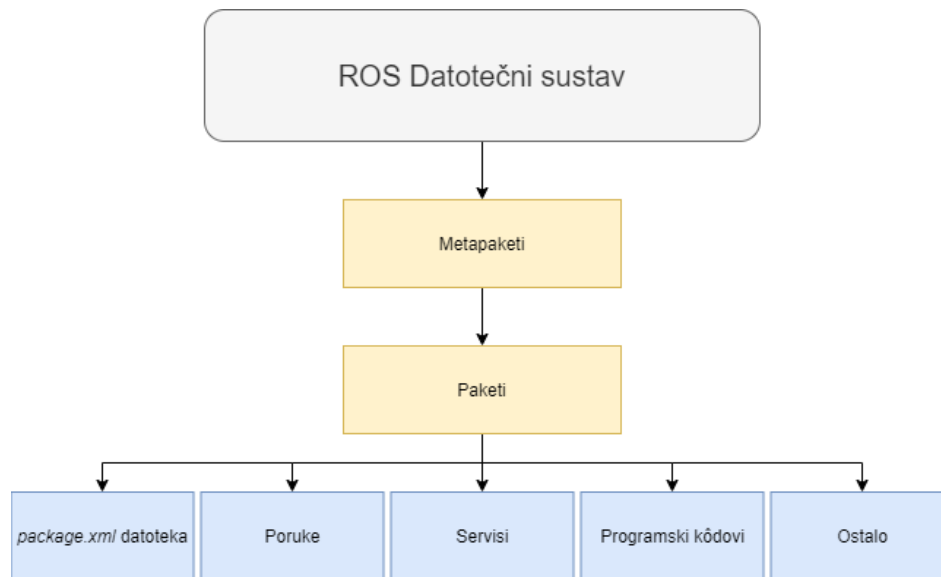 ROS Datotečni sustav
Metapaketi
Paketi
package.xml datoteka
Poruke
Servisi
Programski kôdovi
Ostalo